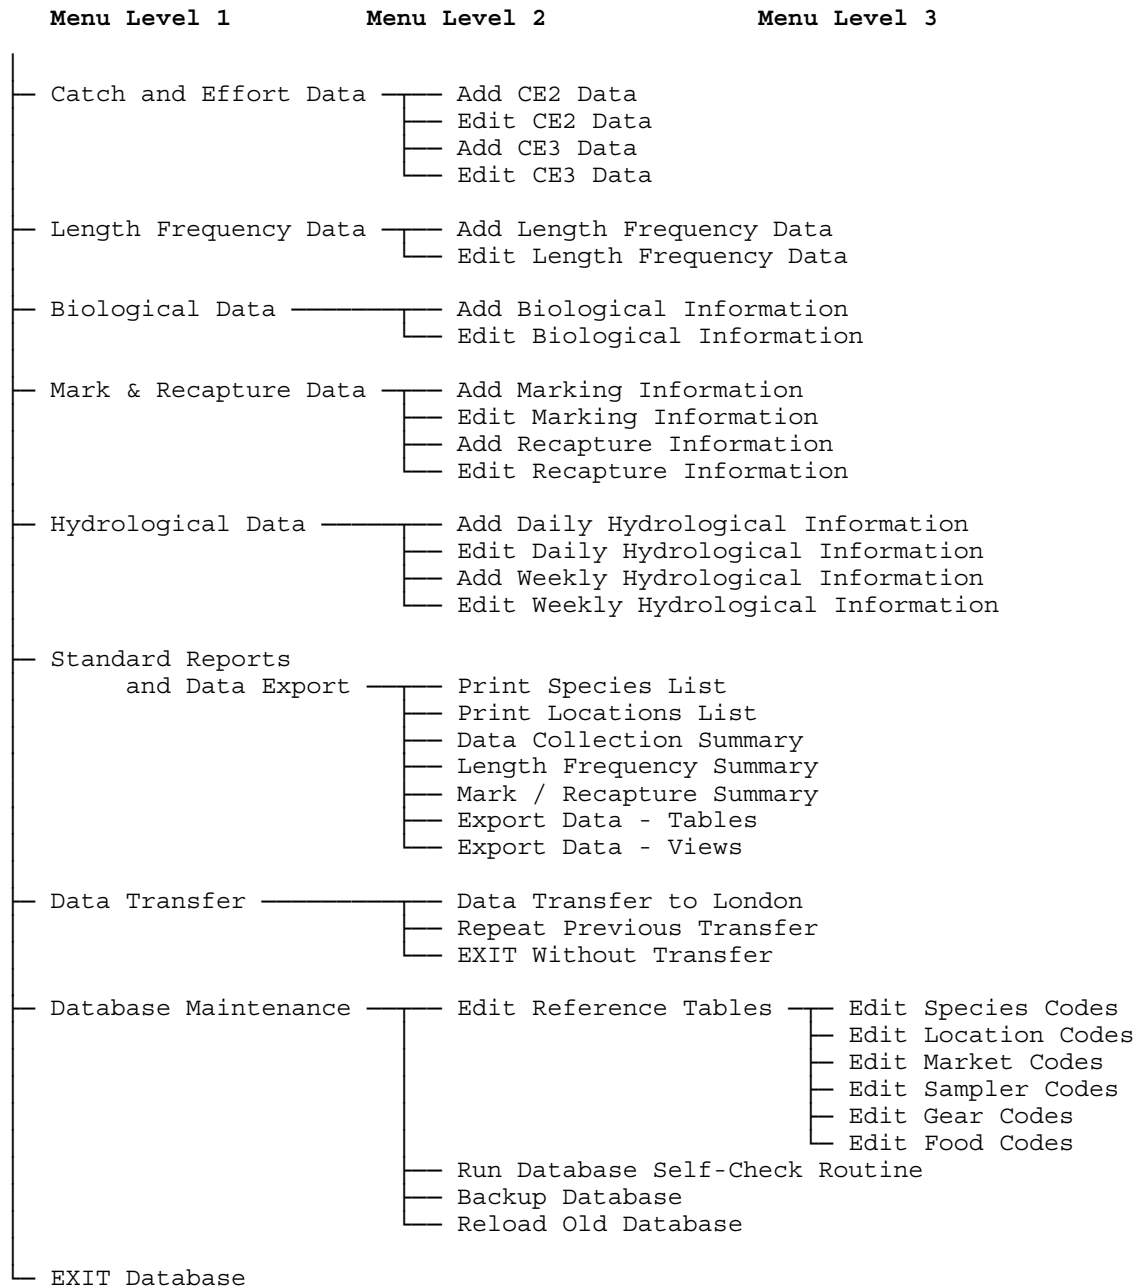 Menu Level 1 Menu Level 2 Menu Level 3
Catch and Effort Data Add CE2 Data
Edit CE2 Data
Add CE3 Data
Edit CE3 Data
Length Frequency Data Add Length Frequency Data
Edit Length Frequency Data
Biological Data Add Biological Information
Edit Biological Information
Mark & Recapture Data Add Marking Information
Edit Marking Information
Add Recapture Information
Edit Recapture Information
Hydrological Data Add Daily Hydrological Information
Edit Daily Hydrological Information
Add Weekly Hydrological Information
Edit Weekly Hydrological Information
Standard Reports
and Data Export Print Species List
Print Locations List
Data Collection Summary
Length Frequency Summary
Mark / Recapture Summary
Export Data - Tables
Export Data - Views
Data Transfer Data Transfer to London
Repeat Previous Transfer
EXIT Without Transfer
Database Maintenance Edit Reference Tables Edit Species Codes
Edit Location Codes
Edit Market Codes
Edit Sampler Codes
Edit Gear Codes
Edit Food Codes
Run Database Self-Check Routine
Backup Database
Reload Old Database
EXIT Database